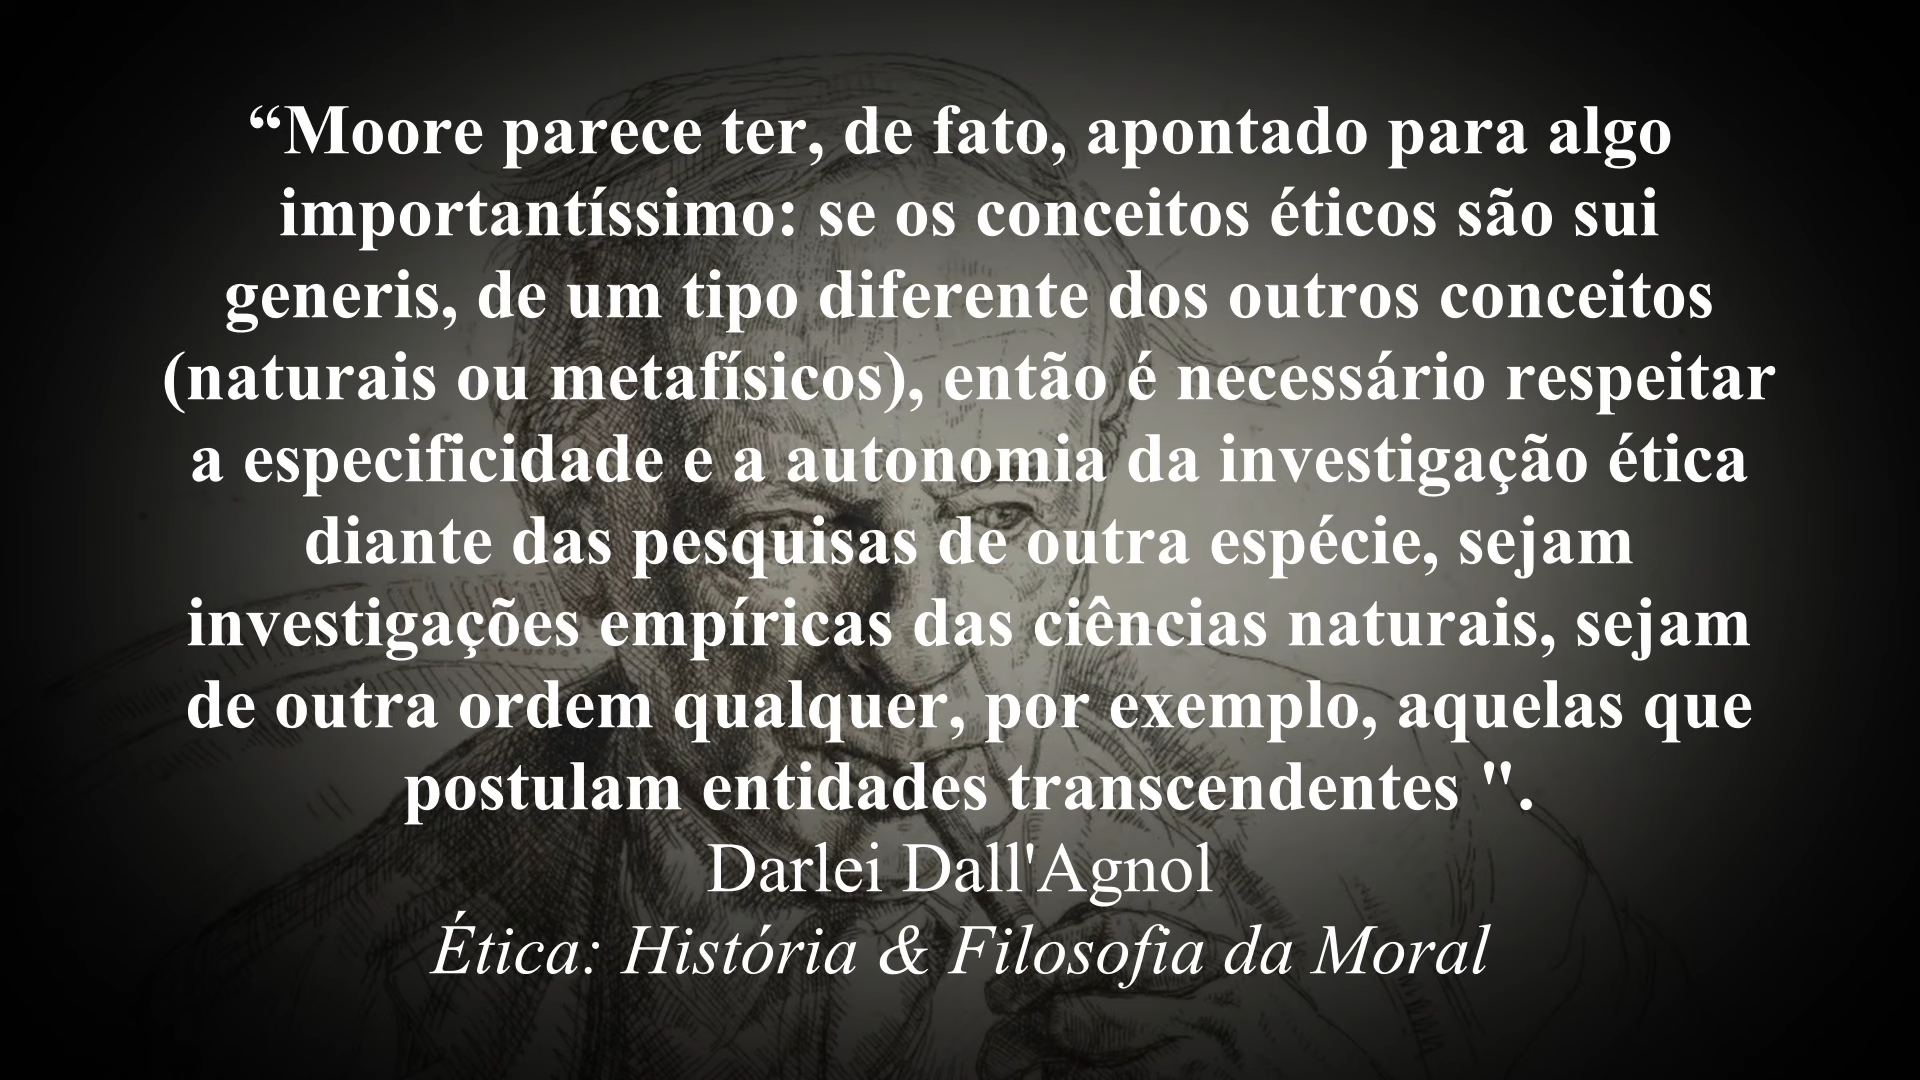 “Moore parece ter, de fato, apontado para algo
importantíssimo: se os conceitos éticos são sui
generis, de um tipo diferente dos outros conceitos
(naturais ou metafísicos), então é necessário respeitar
a especificidade e a autonomia da investigação ética
diante das pesquisas de outra espécie, sejam
investigações empíricas das ciências naturais, sejam
de outra ordem qualquer, por exemplo, aquelas que
postulam entidades transcendentes ".
Darlei Dall'Agnol
Ética: História & Filosofia da Moral